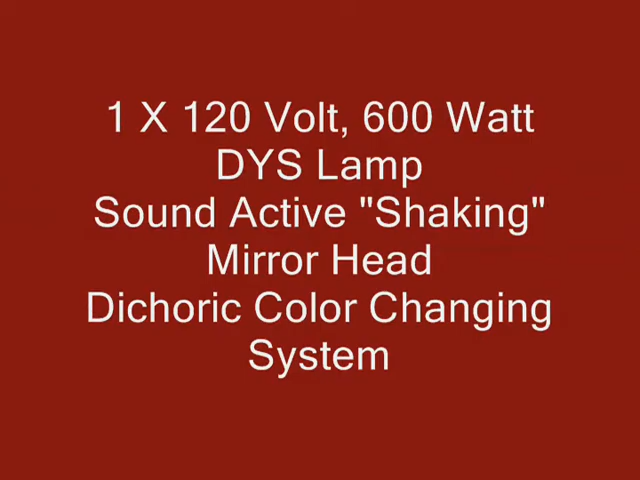 1 X 120 Volt, 600 Watt
DYS Lamp
Sound Active "Shaking"
Mirror Head
Dichoric Color Changing
System